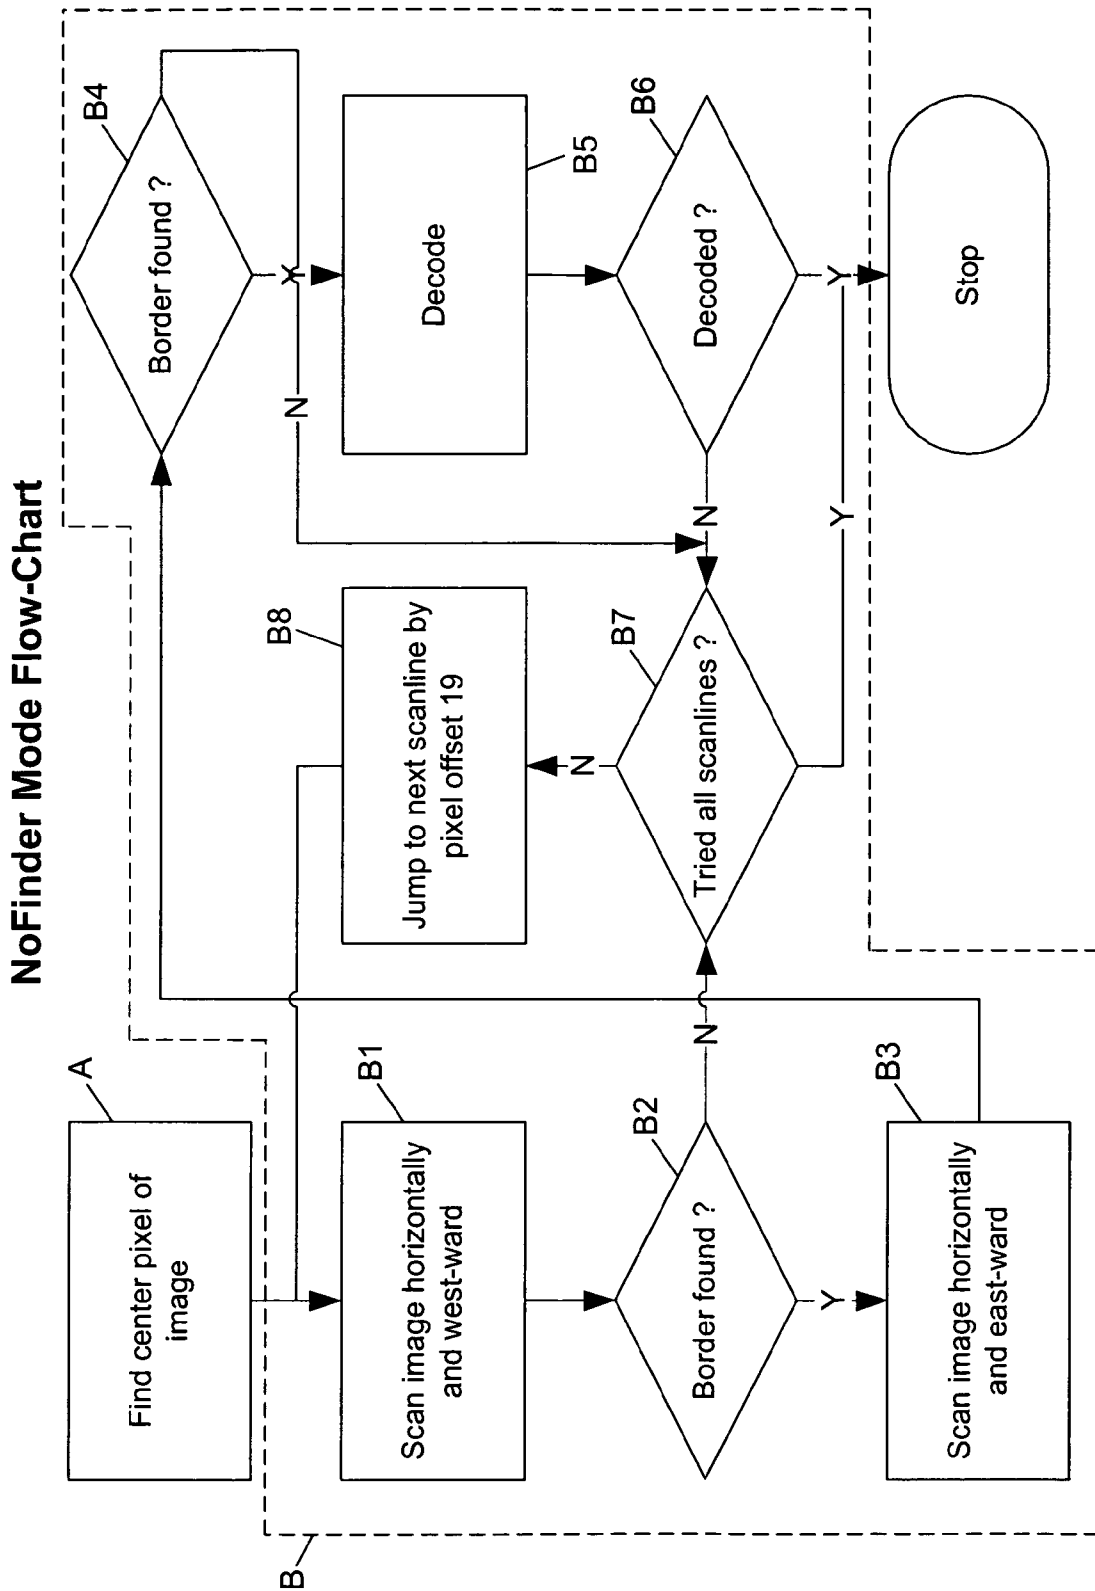 NoFinder Mode Flow-Chart
A
Find center pixel of
image
B
B1
Scan image horizontally
and west-ward
B2
Border found ?
N
Y
B3
Scan image horizontally
and east-ward
B8
Jump to next scanline by
pixel offset 19
N
B7
Tried all scanlines ?
Y
B4
Border found ?
Y
N
B5
Decode
B6
Decoded ?
N
Y
Stop